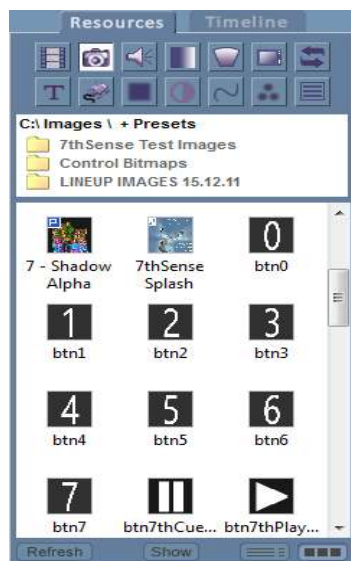 Resources Timeline
T
C:\ Images \ + Presets
7thSense Test Images
Control Bitmaps
LINEUP IMAGES 15.12.11
P
0
7 - Shadow Alpha
7thSense Splash
btn0
1 2 3
btn1 btn2 btn3
4 5 6
btn4 btn5 btn6
7
btn7 btn7thCue... btn7thPlay...
Refresh Show